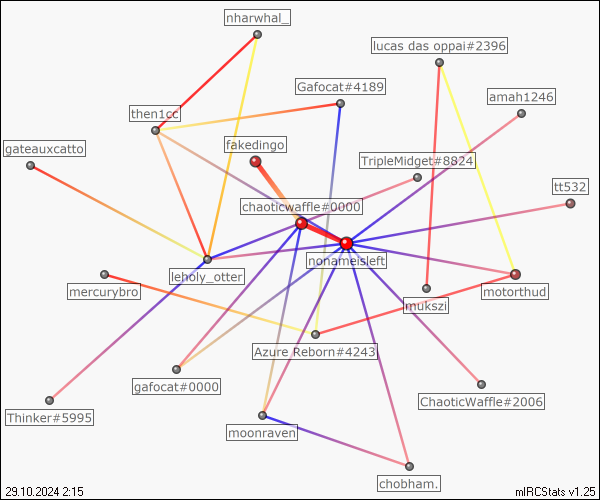 nharwhal_
lucas das oppai#2396
Gafocat#4189
amah1246
then1cc
fakedingo
gateauxcatto
TripleMidget#8824
tt532
chaoticwaffle#0000
nonameisleft
leholy_otter
mercurybro
mukszi
motorthud
Azure Reborn#4243
gafocat#0000
ChaoticWaffle#2006
Thinker#5995
moonraven
chobham.
29.10.2024 2:15
mIRCStats v1.25